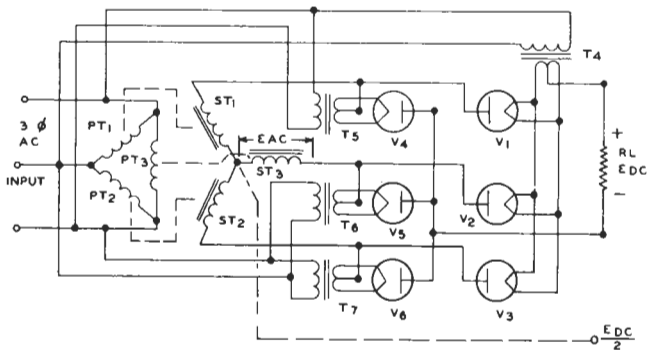 T4
ST1
3 Ø
AC
INPUT
PT1
PT3
PT2
EAC
ST3
ST2
T5
V4
V1
+
RL
EDC
-
T6
V5
V2
T7
V6
V3
EDC
2